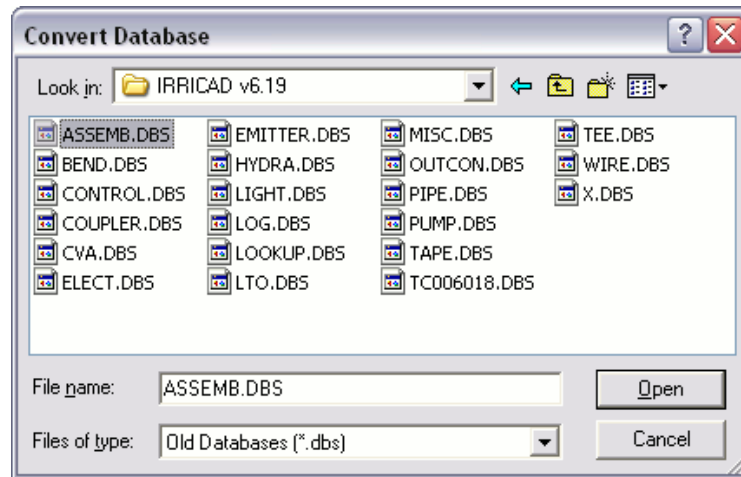 Convert Database
Look in: IRRICAD v6.19
ASSEMB.DBS EMITTER.DBS MISC.DBS TEE.DBS
BEND.DBS HYDRA.DBS OUTCON.DBS WIRE.DBS
CONTROL.DBS LIGHT.DBS PIPE.DBS X.DBS
COUPLER.DBS LOG.DBS PUMP.DBS
CVA.DBS LOOKUP.DBS TAPE.DBS
ELECT.DBS LTO.DBS TC006018.DBS
File name: ASSEMB.DBS Open
Files of type: Old Databases (*.dbs) Cancel